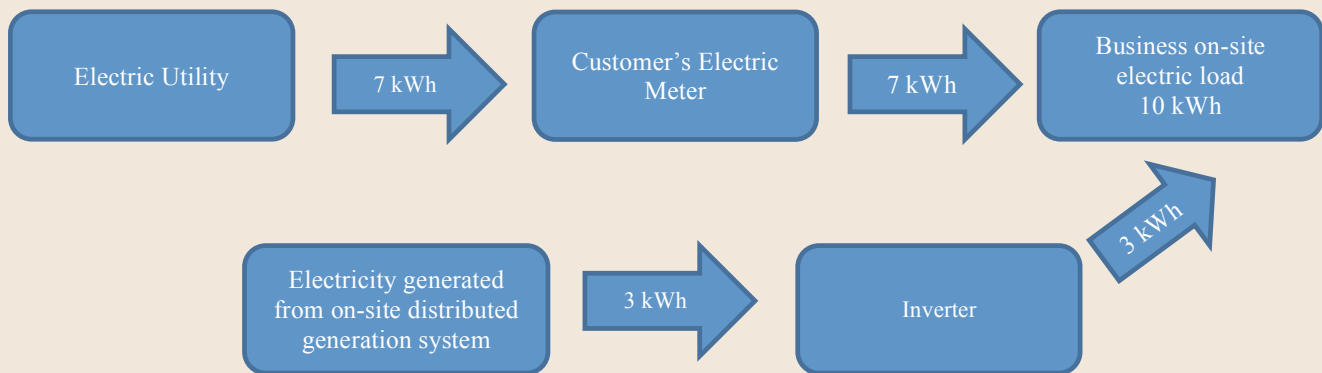 Electric Utility
7 kWh
Customer’s Electric
Meter
7 kWh
Business on-site
electric load
10 kWh
Electricity generated
from on-site distributed
generation system
3 kWh
Inverter
3 kWh